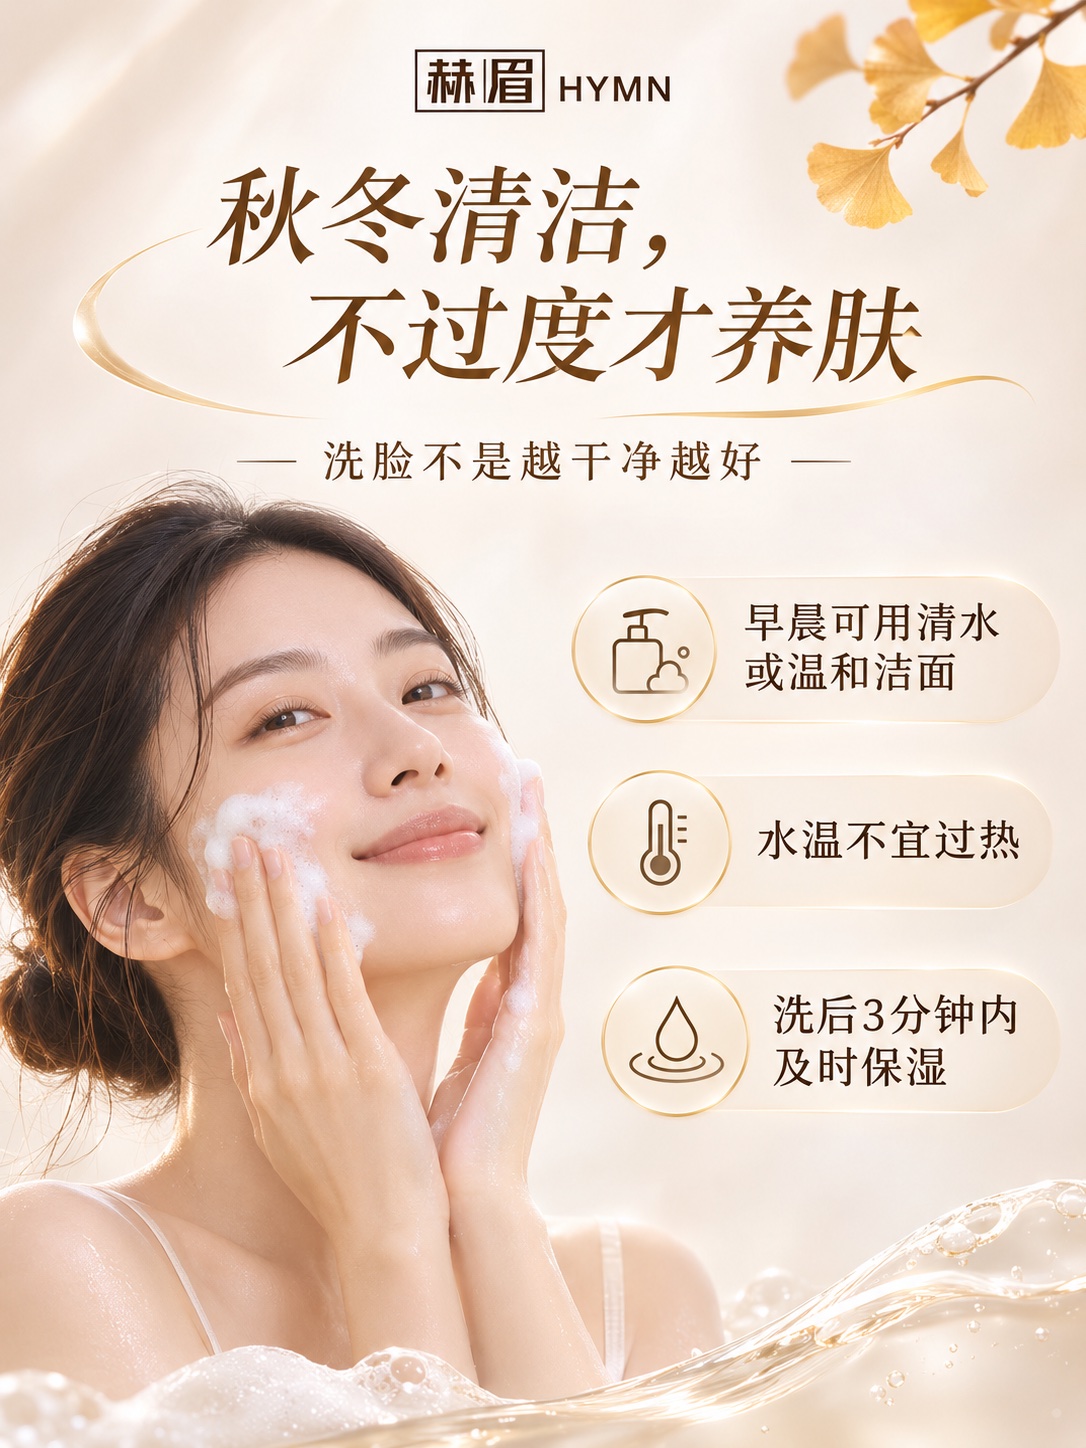 赫眉 HYMN
秋冬清洁，
不过度才养肤
洗脸不是越干净越好
早晨可用清水
或温和洁面
水温不宜过热
洗后3分钟内
及时保湿